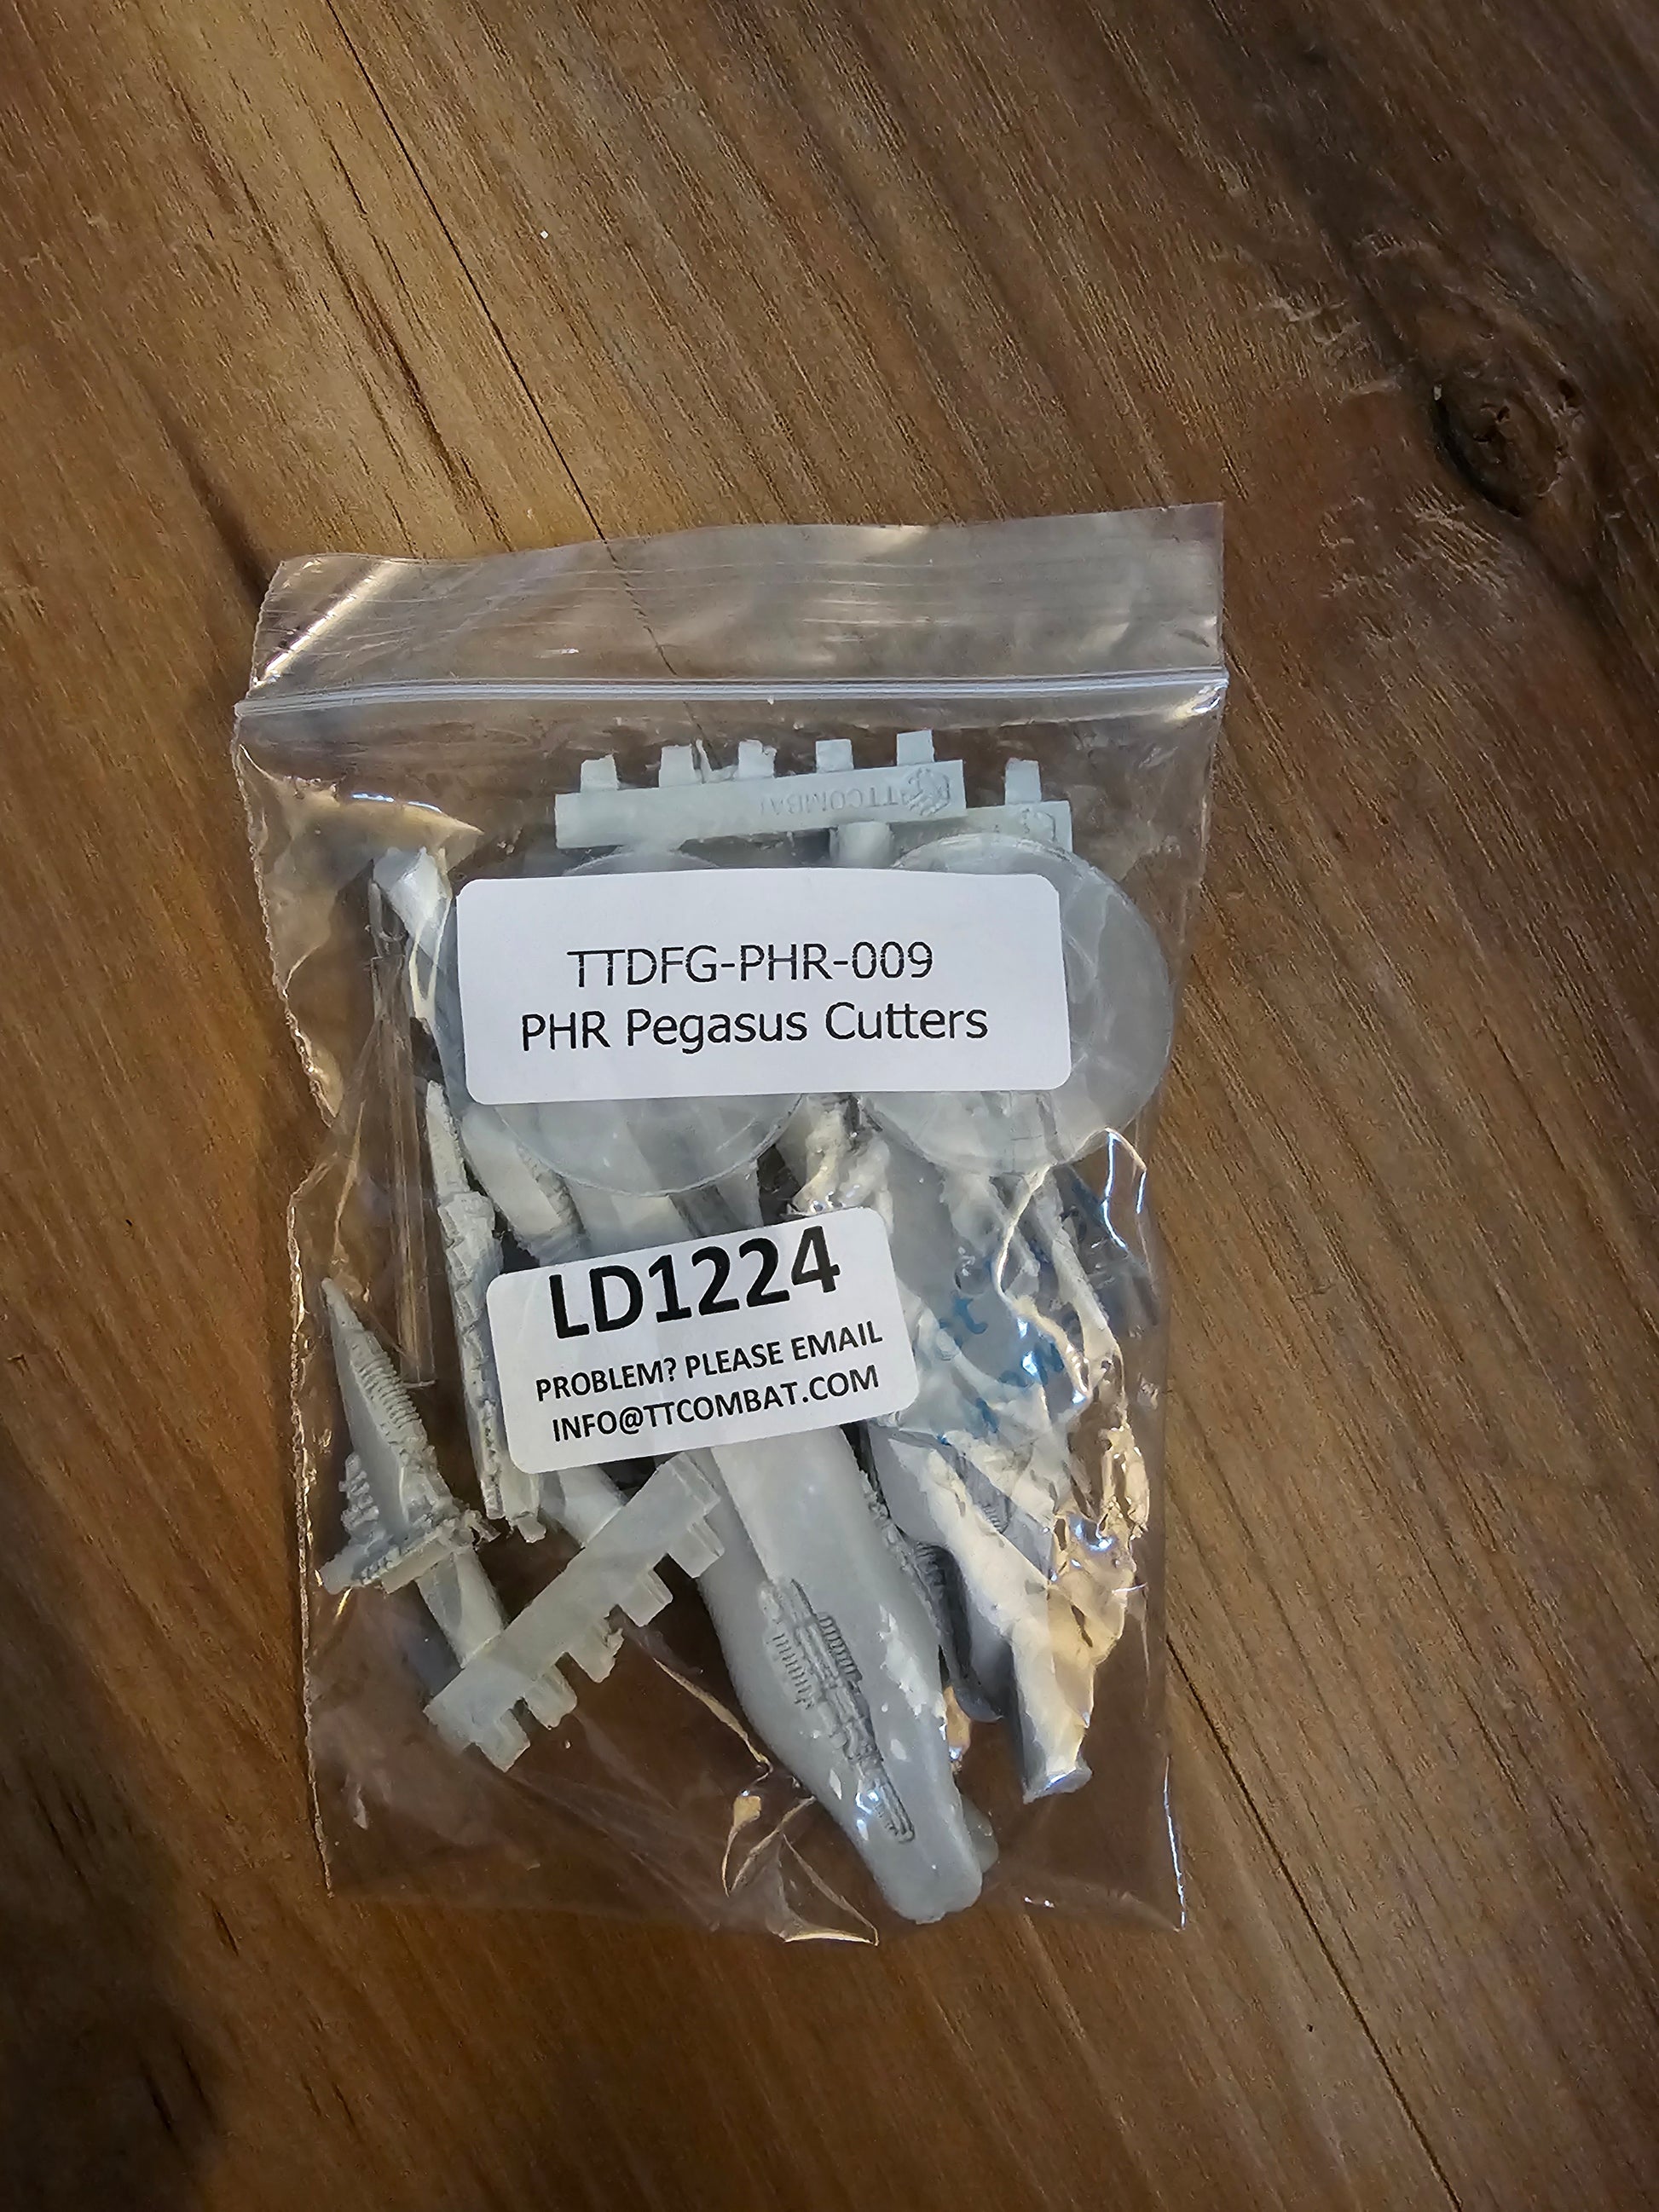 TTCOMBAT
TTDFG-PHR-009
PHR Pegasus Cutters
LD1224
PROBLEM? PLEASE EMAIL
INFO@TTCOMBAT.COM